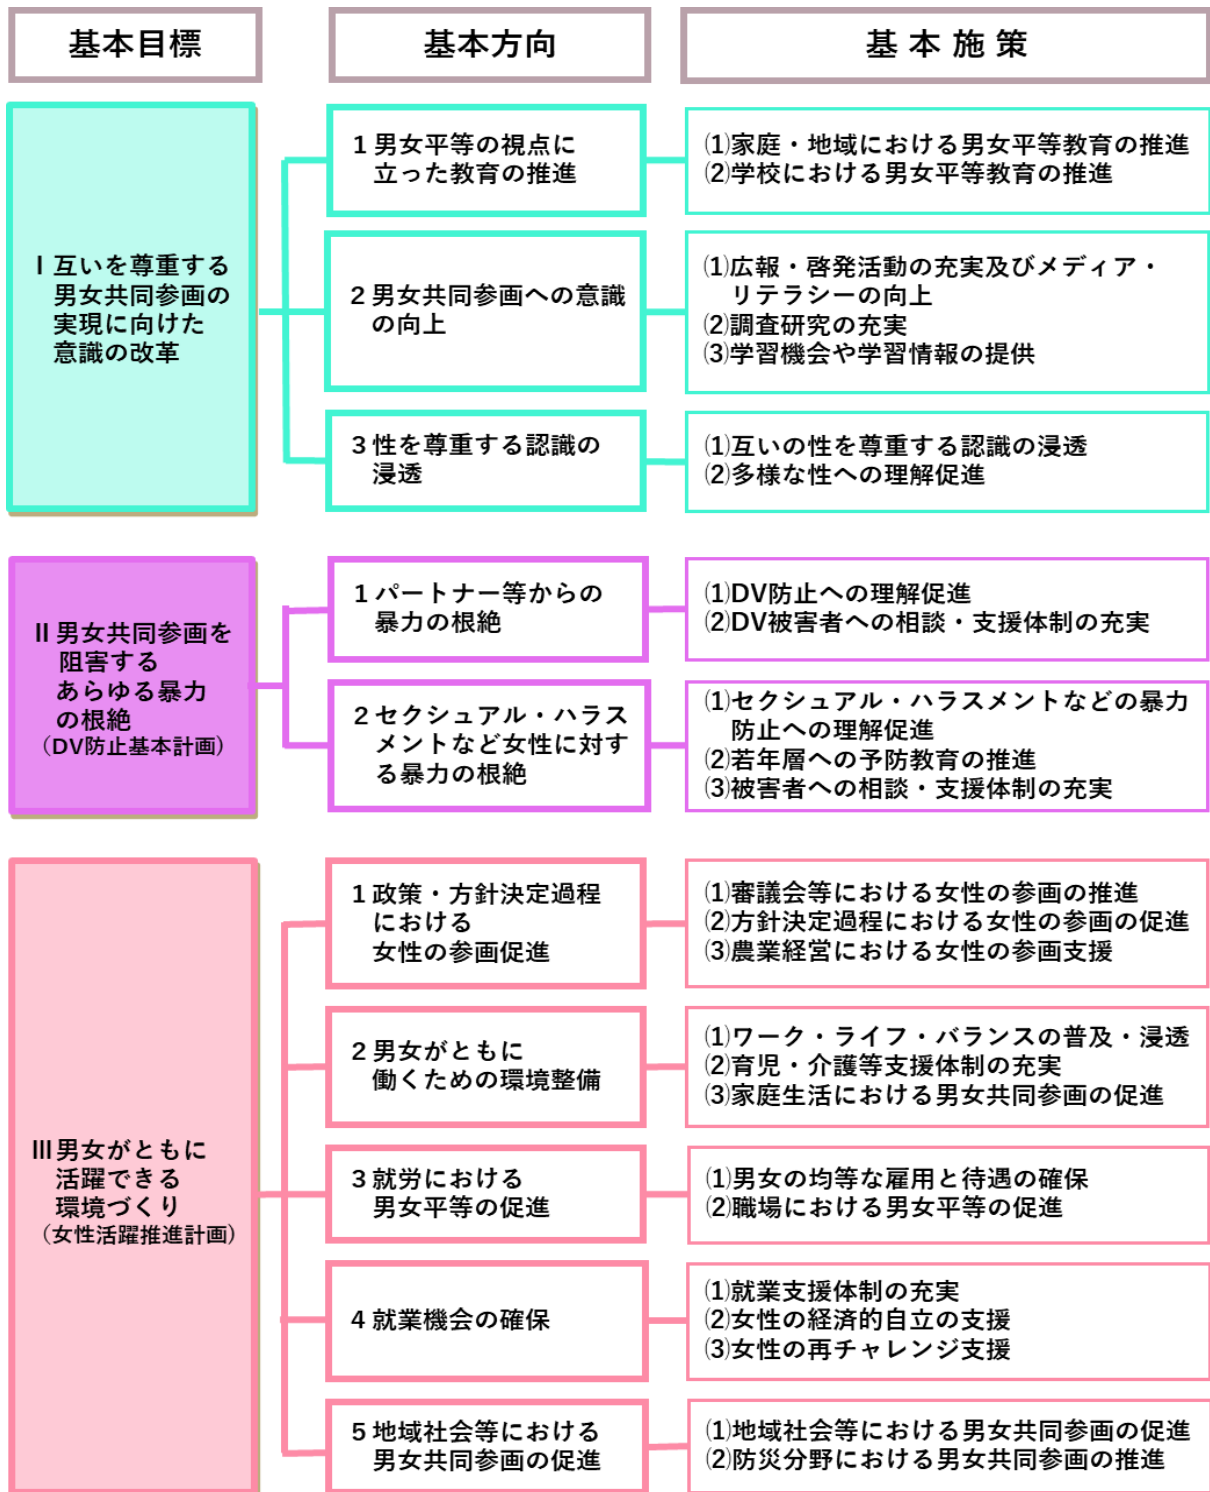 基本目標
基本方向
基本施策
Ⅰ互いを尊重する
男女共同参画の
実現に向けた
意識の改革
1 男女平等の視点に
立った教育の推進
⑴家庭・地域における男女平等教育の推進
⑵学校における男女平等教育の推進
2 男女共同参画への意識
の向上
⑴広報・啓発活動の充実及びメディア・
リテラシーの向上
⑵調査研究の充実
⑶学習機会や学習情報の提供
3 性を尊重する認識の
浸透
⑴互いの性を尊重する認識の浸透
⑵多様な性への理解促進
Ⅱ男女共同参画を
阻害する
あらゆる暴力
の根絶
（DV防止基本計画）
1 パートナー等からの
暴力の根絶
⑴DV防止への理解促進
⑵DV被害者への相談・支援体制の充実
2 セクシュアル・ハラス
メントなど女性に対す
る暴力の根絶
⑴セクシュアル・ハラスメントなどの暴力
防止への理解促進
⑵若年層への予防教育の推進
⑶被害者への相談・支援体制の充実
Ⅲ男女がともに
活躍できる
環境づくり
（女性活躍推進計画）
1 政策・方針決定過程
における
女性の参画促進
⑴審議会等における女性の参画の推進
⑵方針決定過程における女性の参画の促進
⑶農業経営における女性の参画支援
2 男女がともに
働くための環境整備
⑴ワーク・ライフ・バランスの普及・浸透
⑵育児・介護等支援体制の充実
⑶家庭生活における男女共同参画の促進
3 就労における
男女平等の促進
⑴男女の均等な雇用と待遇の確保
⑵職場における男女平等の促進
4 就業機会の確保
⑴就業支援体制の充実
⑵女性の経済的自立の支援
⑶女性の再チャレンジ支援
5 地域社会等における
男女共同参画の促進
⑴地域社会等における男女共同参画の促進
⑵防災分野における男女共同参画の推進